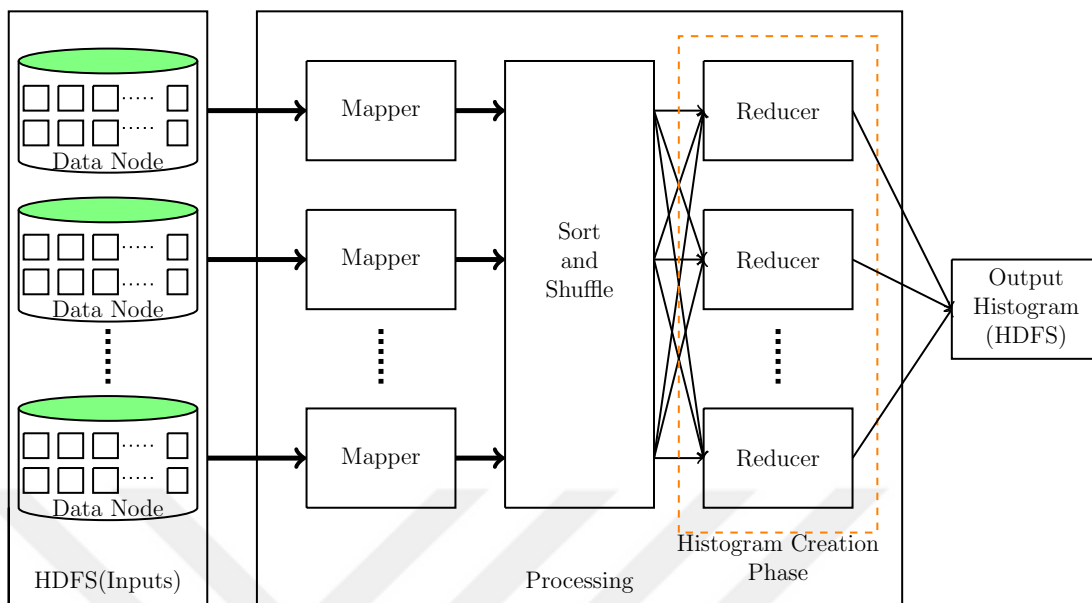 Data Node
Data Node
Data Node
HDFS(Inputs)
Mapper
Mapper
Mapper
Sort
and
Shuffle
Processing
Reducer
Reducer
Reducer
Histogram Creation
Phase
Output
Histogram
(HDFS)